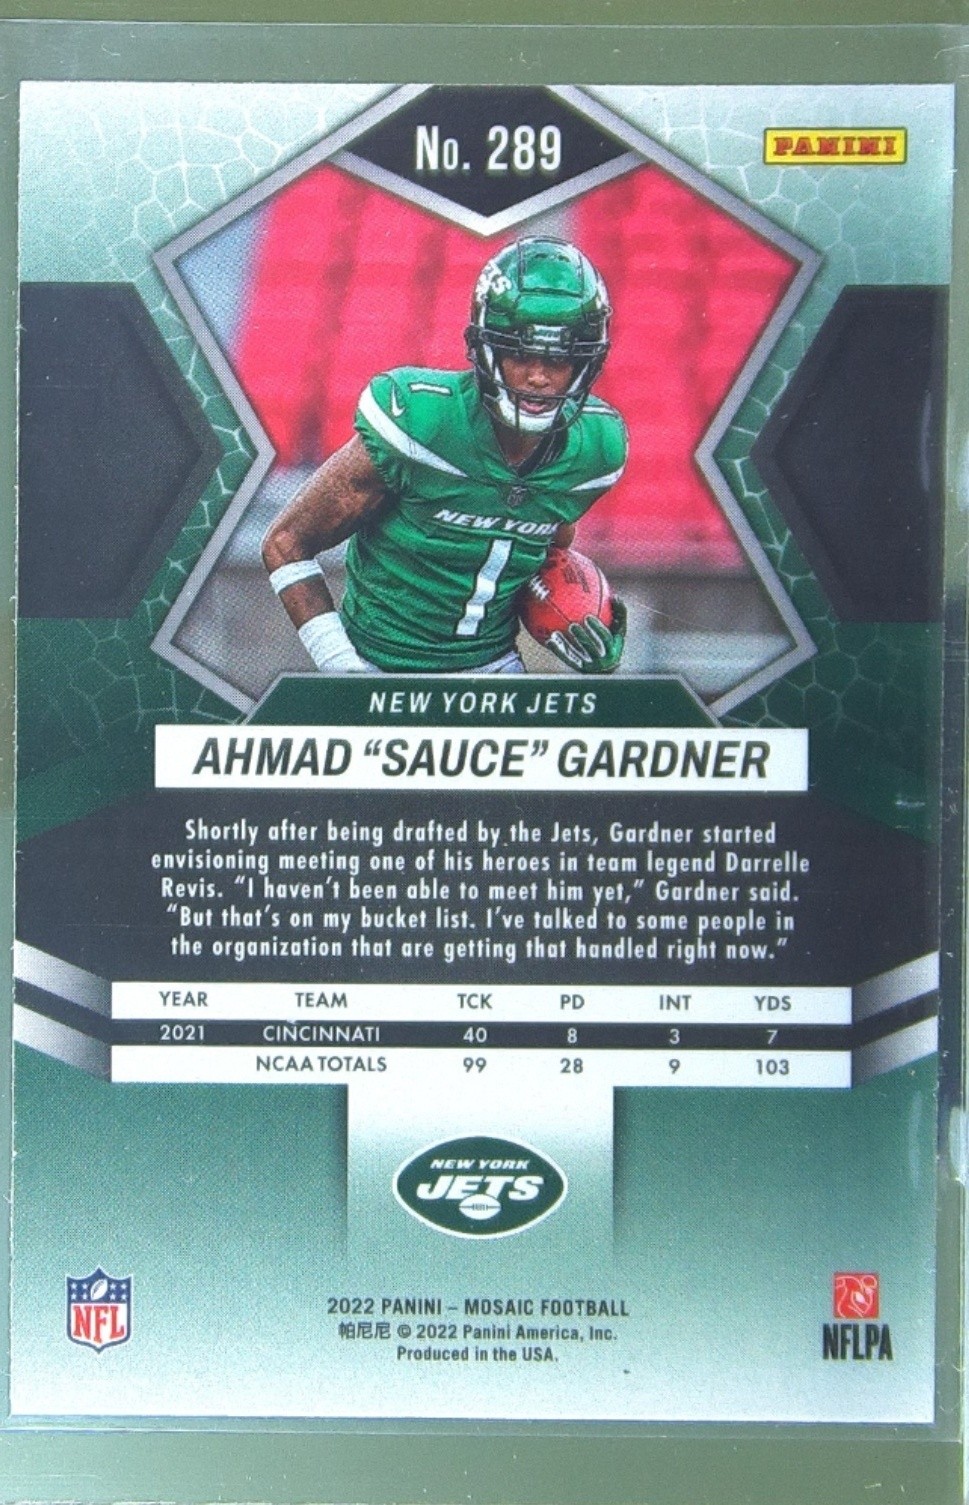 No. 289
PANINI
1
NEW YORK
1
NEW YORK JETS
AHMAD “SAUCE” GARDNER
Shortly after being drafted by the Jets, Gardner started
envisioning meeting one of his heroes in team legend Darrelle
Revis. “I haven’t been able to meet him yet,” Gardner said.
“But that’s on my bucket list. I’ve talked to some people in
the organization that are getting that handled right now.”
YEAR TEAM TCK PD INT YDS
2021 CINCINNATI 40 8 3 7
NCAA TOTALS 99 28 9 103
NEW YORK
JETS
NFL
2022 PANINI – MOSAIC FOOTBALL
帕尼尼 © 2022 Panini America, Inc.
Produced in the USA.
NFLPA